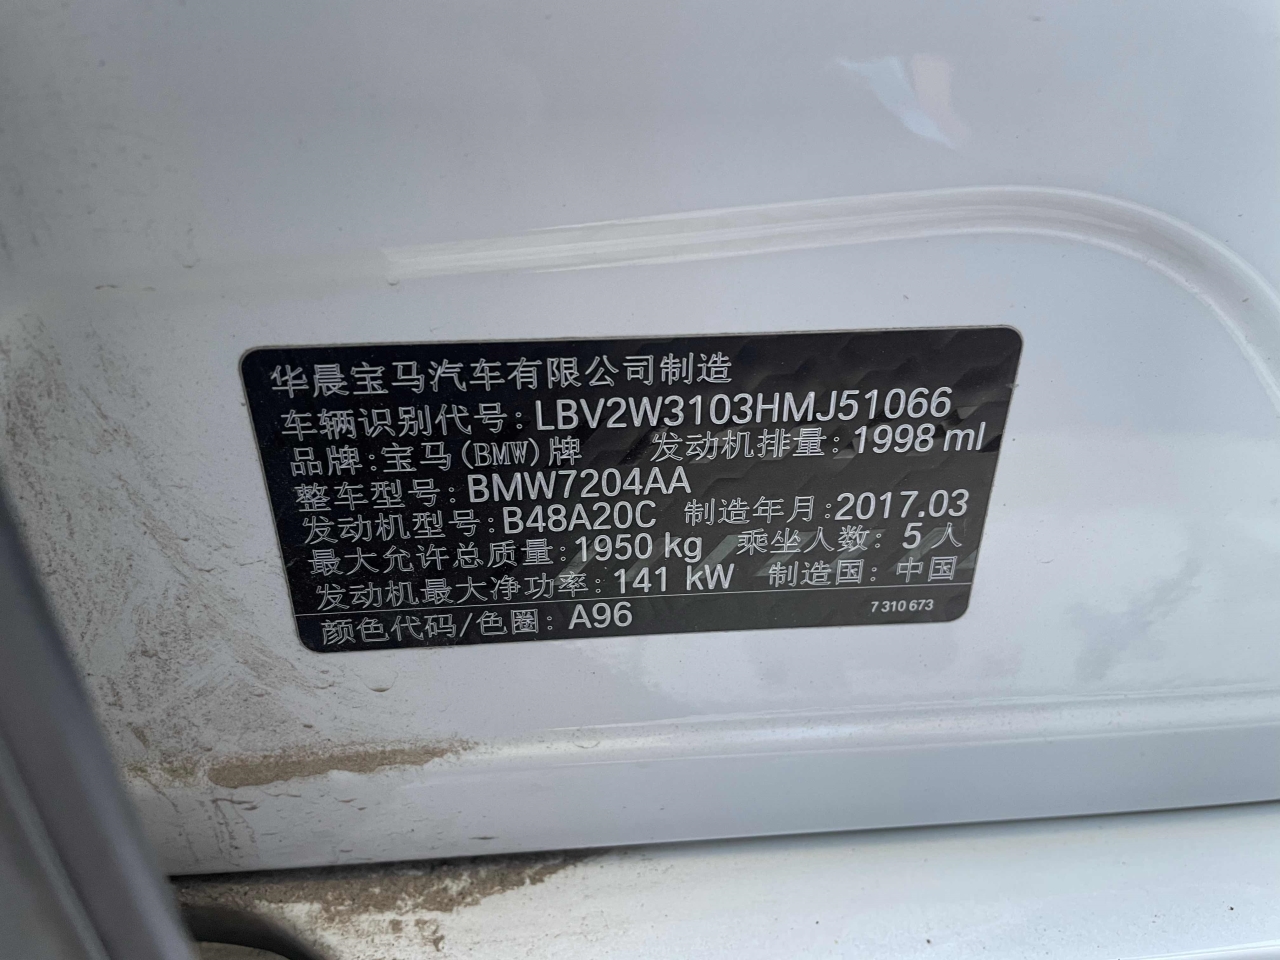 华晨宝马汽车有限公司制造
车辆识别代号: LBV2W3103HMJ51066
品牌: 宝马(BMW)牌 发动机排量: 1998 ml
整车型号: BMW7204AA
发动机型号: B48A20C 制造年月: 2017.03
最大允许总质量: 1950 kg 乘坐人数: 5 人
发动机最大净功率: 141 kW 制造国: 中国
颜色代码/色圈: A96 7 310 673